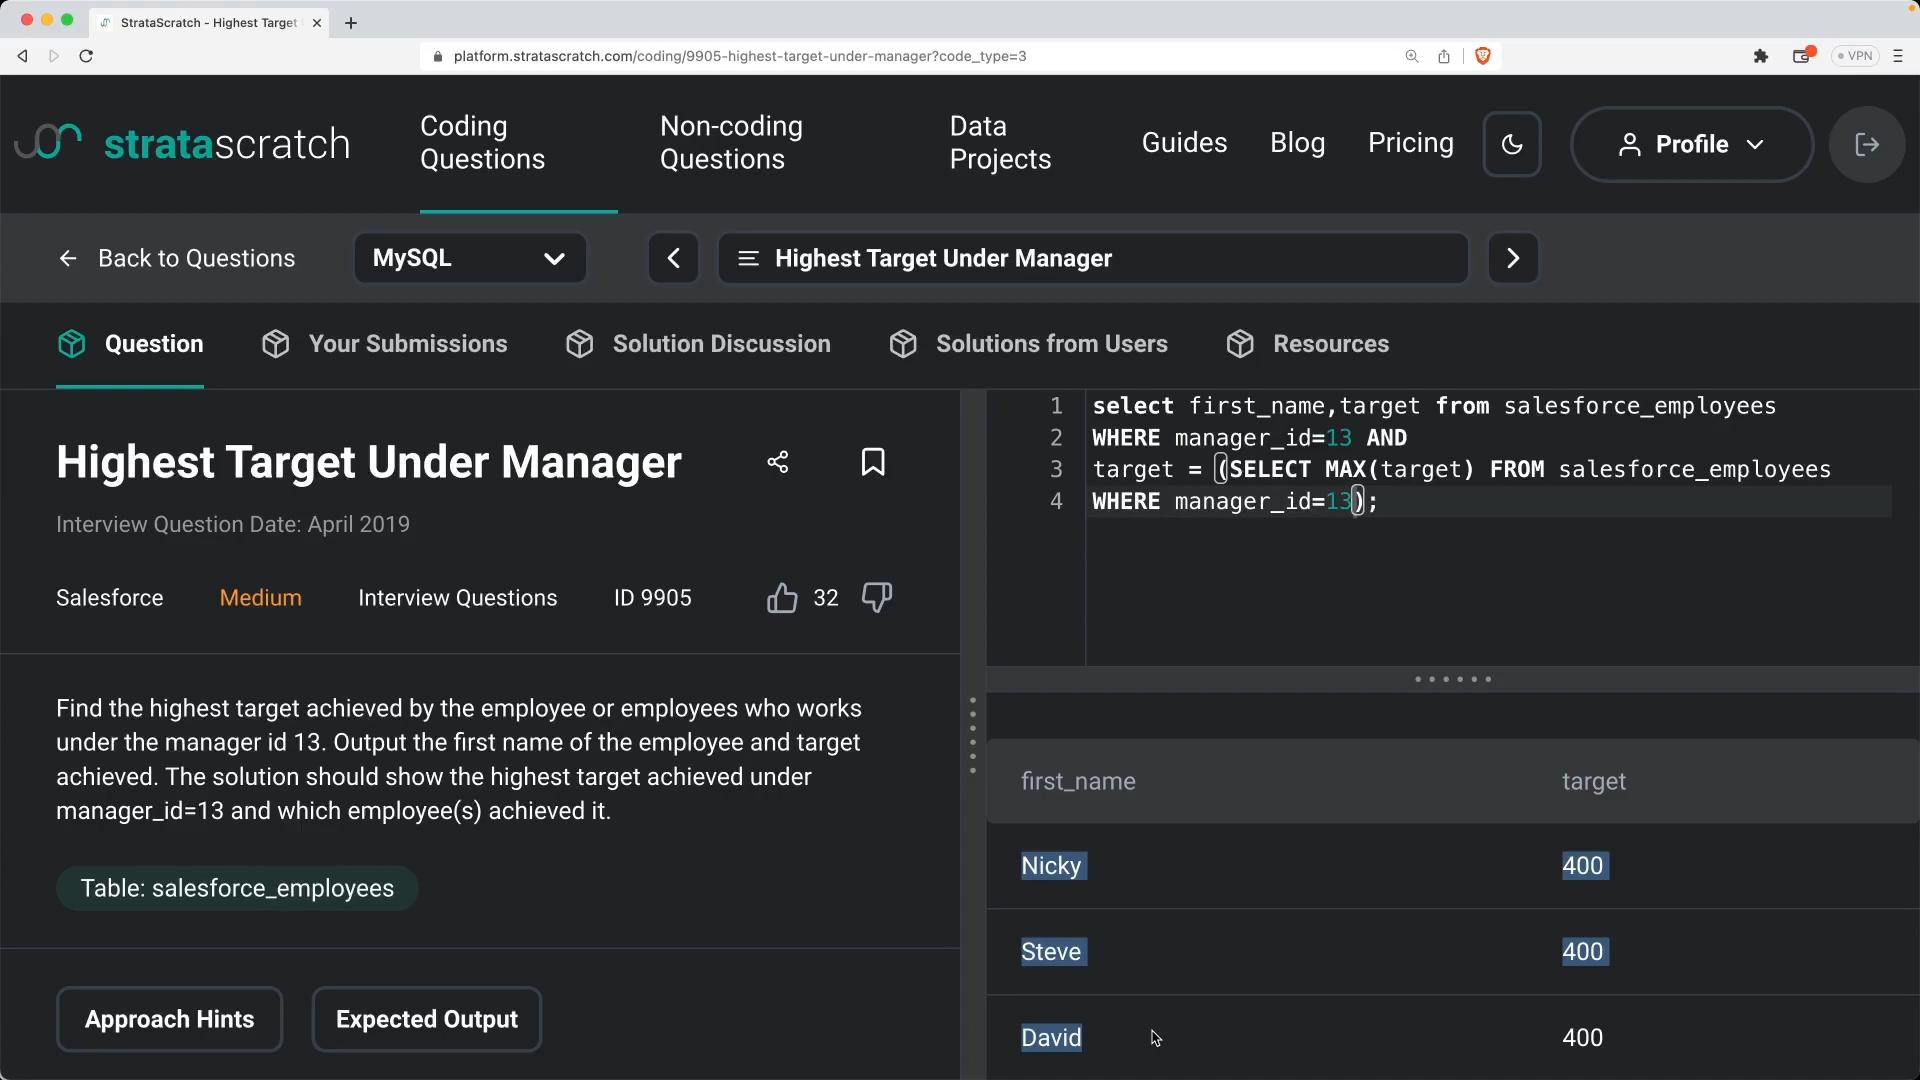 StrataScratch - Highest Target
platform.stratascratch.com/coding/9905-highest-target-under-manager?code_type=3
VPN
stratascratch
Coding
Questions
Non-coding
Questions
Data
Projects
Guides
Blog
Pricing
Profile
Back to Questions
MySQL
Highest Target Under Manager
Question
Your Submissions
Solution Discussion
Solutions from Users
Resources
Highest Target Under Manager
Interview Question Date: April 2019
Salesforce
Medium
Interview Questions
ID 9905
32
Find the highest target achieved by the employee or employees who works
under the manager id 13. Output the first name of the employee and target
achieved. The solution should show the highest target achieved under
manager_id=13 and which employee(s) achieved it.
Table: salesforce_employees
Approach Hints
Expected Output
1 select first_name,target from salesforce_employees
2 WHERE manager_id=13 AND
3 target = (SELECT MAX(target) FROM salesforce_employees
4 WHERE manager_id=13);
first_name target
Nicky 400
Steve 400
David 400